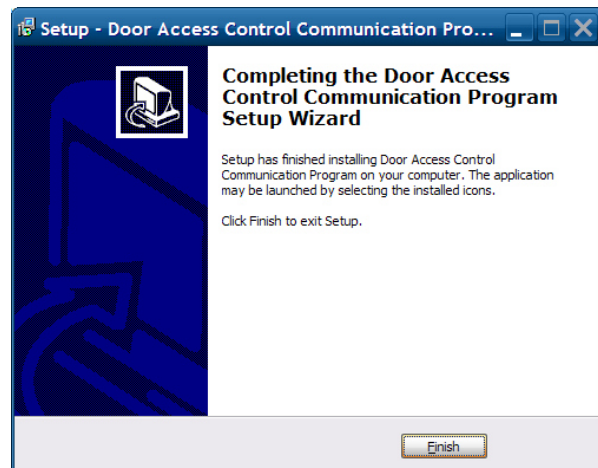 Setup - Door Access Control Communication Pro...
Completing the Door Access
Control Communication Program
Setup Wizard
Setup has finished installing Door Access Control
Communication Program on your computer. The application
may be launched by selecting the installed icons.
Click Finish to exit Setup.
Finish